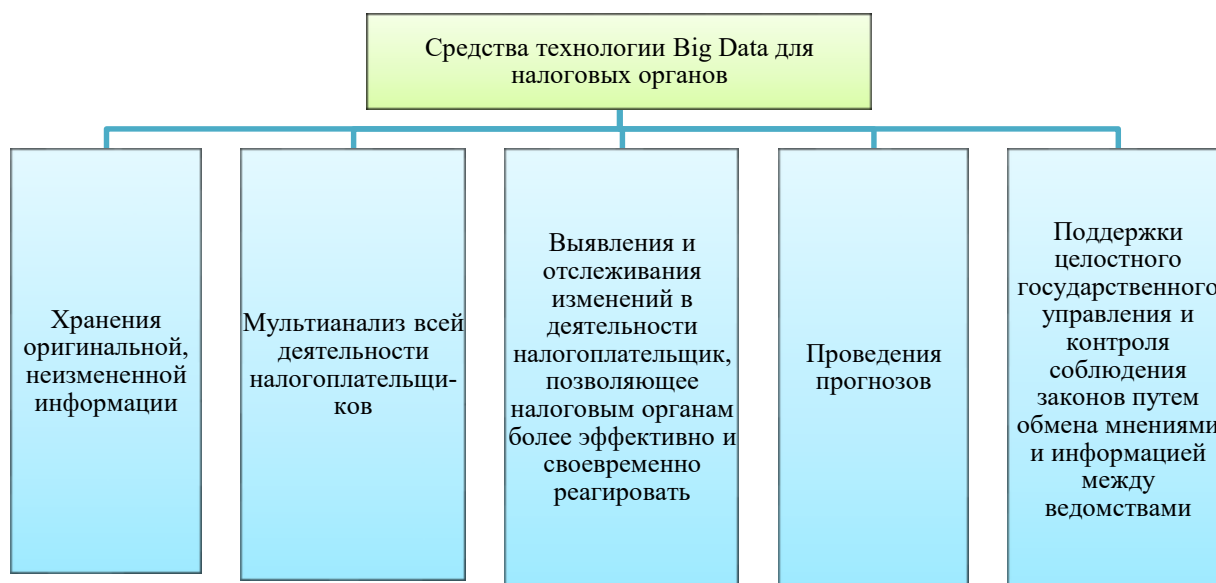 Средства технологии Big Data для
налоговых органов
Хранения
оригинальной,
неизмененной
информации
Мультианализ всей
деятельности
налогоплательщи-
ков
Выявления и
отслеживания
изменений в
деятельности
налогоплательщик,
позволяющее
налоговым органам
более эффективно и
своевременно
реагировать
Проведения
прогнозов
Поддержки
целостного
государственного
управления и
контроля
соблюдения
законов путем
обмена мнениями
и информацией
между
ведомствами